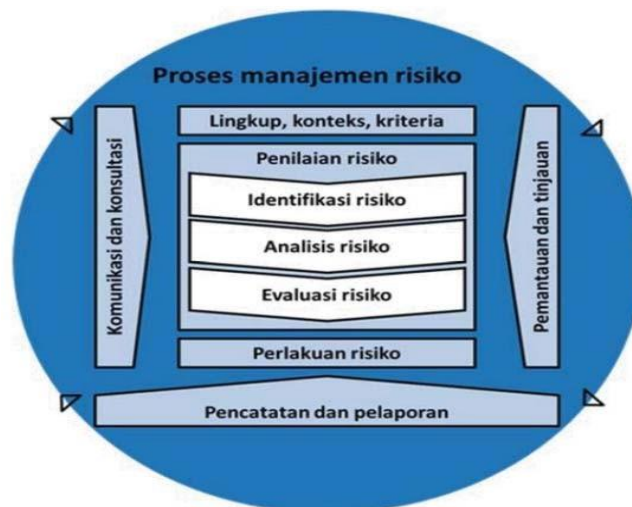 Proses manajemen risiko
Lingkup, konteks, kriteria
Komunikasi dan konsultasi
Penilaian risiko
Identifikasi risiko
Analisis risiko
Evaluasi risiko
Pemantauan dan tinjauan
Perlakuan risiko
Pencatatan dan pelaporan